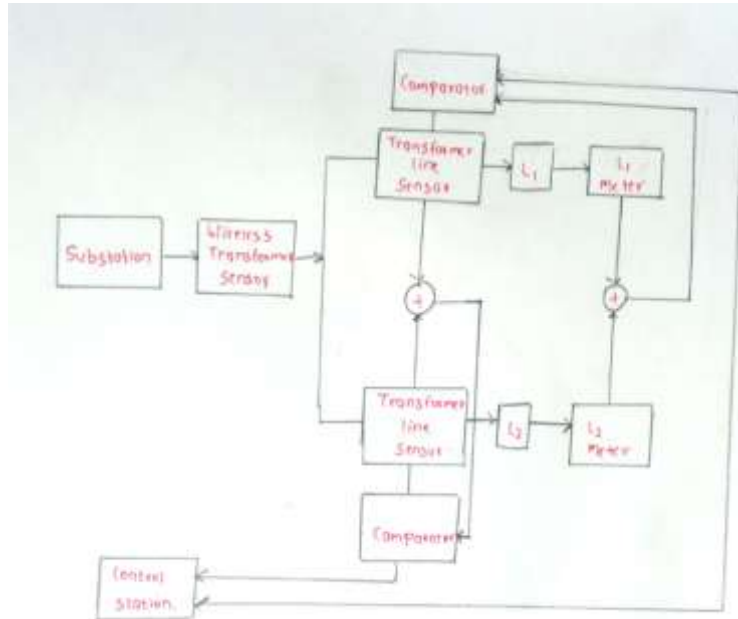 Comparator
Transformer
line
Sensor
L1
L1
Meter
Substation
Wireless
Transformer
Sensor
+
+
Transformer
line
Sensor
L2
L2
Meter
Comparator
Control
Station.